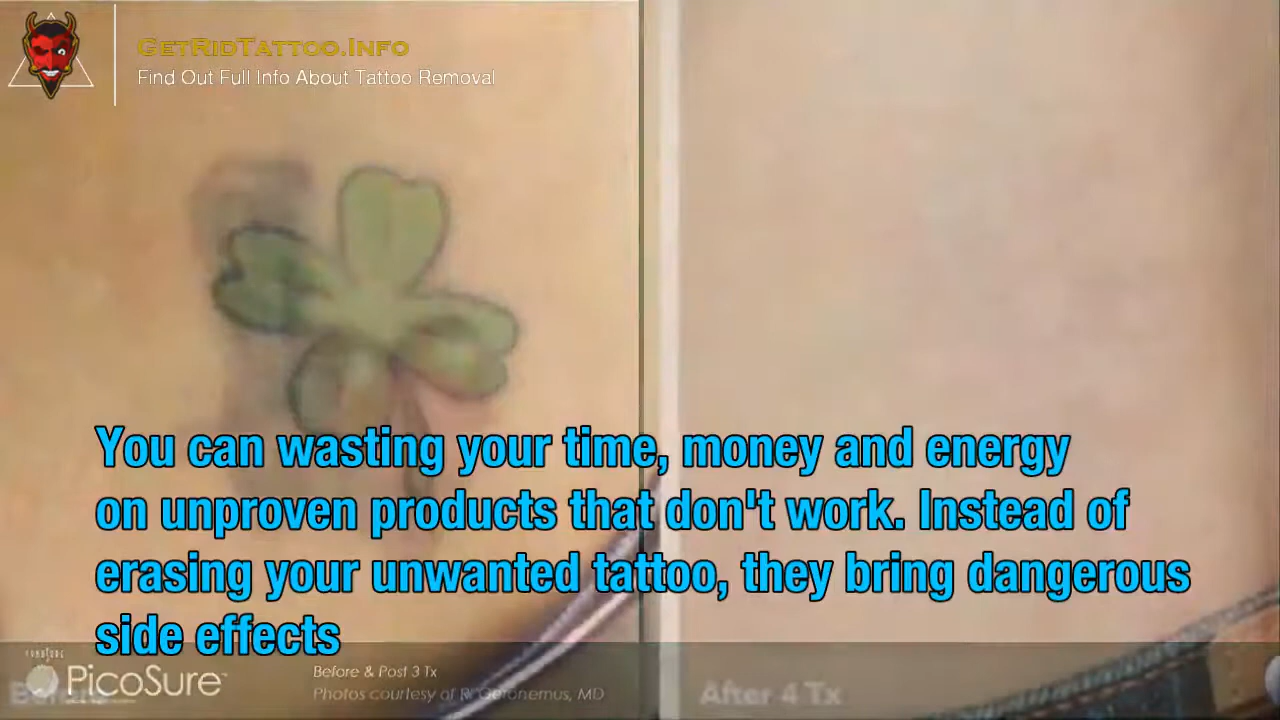 GetRidTattoo.Info
Find Out Full Info About Tattoo Removal
You can wasting your time, money and energy
on unproven products that don't work. Instead of
erasing your unwanted tattoo, they bring dangerous
side effects
PicoSure
Before & Post 3 Tx
Photos courtesy of MD
After 4 Tx